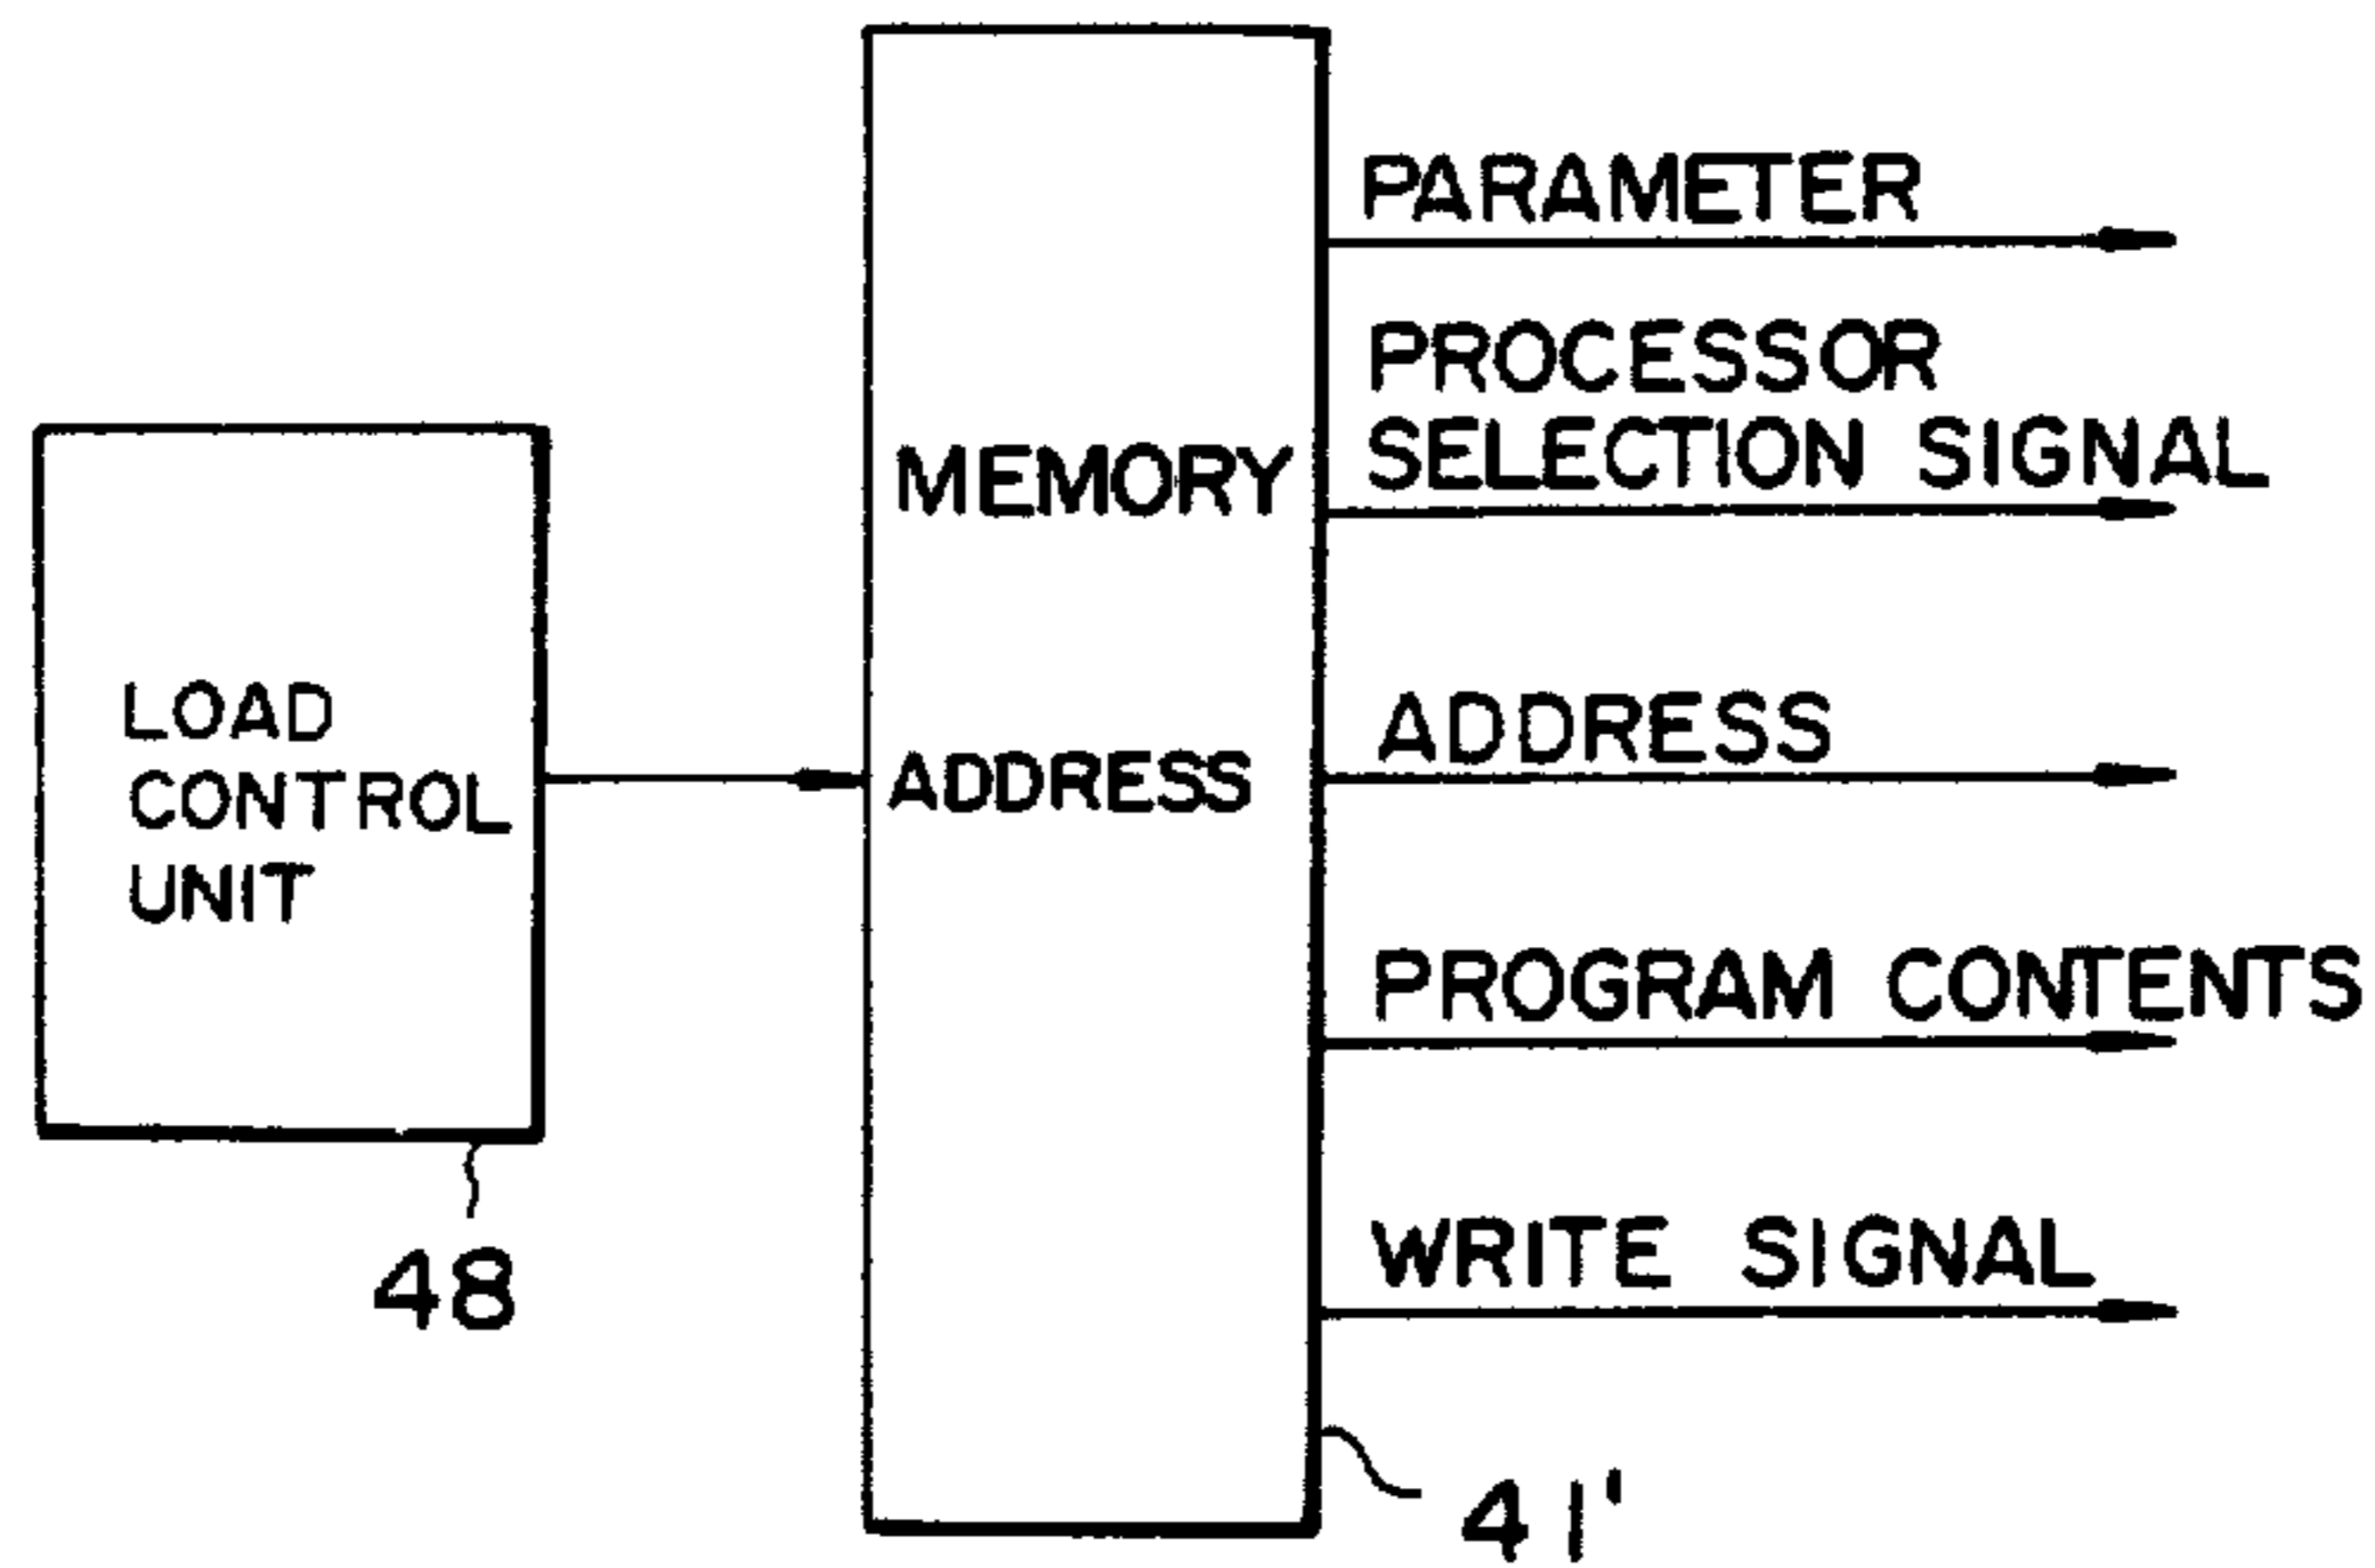 LOAD
CONTROL
UNIT
48
MEMORY
ADDRESS
41'
PARAMETER
PROCESSOR
SELECTION SIGNAL
ADDRESS
PROGRAM CONTENTS
WRITE SIGNAL